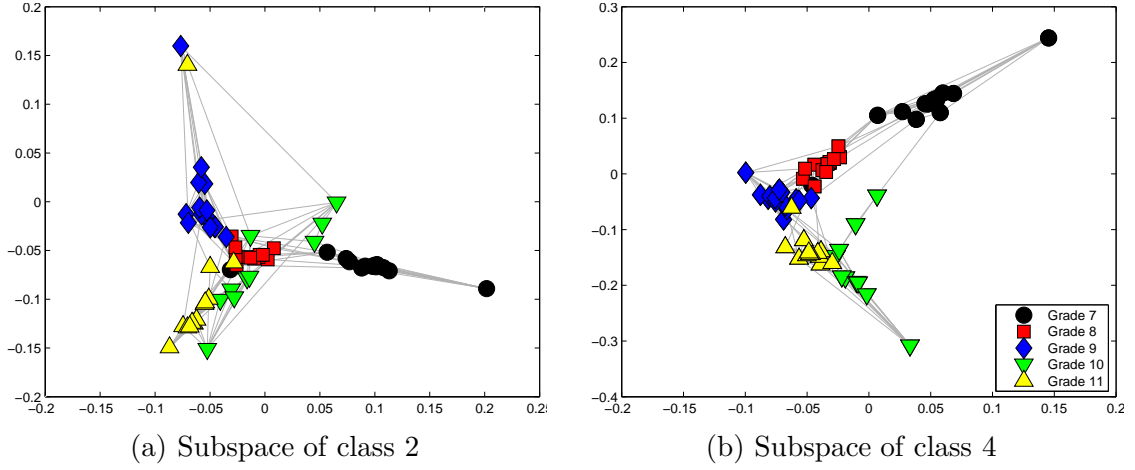 0.2
0.15
0.1
0.05
0
−0.05
−0.1
−0.15
−0.2
−0.2 −0.15 −0.1 −0.05 0 0.05 0.1 0.15 0.2 0.25
(a) Subspace of class 2
0.3
0.2
0.1
0
−0.1
−0.2
−0.3
−0.4
−0.2 −0.15 −0.1 −0.05 0 0.05 0.1 0.15 0.2
Grade 7
Grade 8
Grade 9
Grade 10
Grade 11
(b) Subspace of class 4